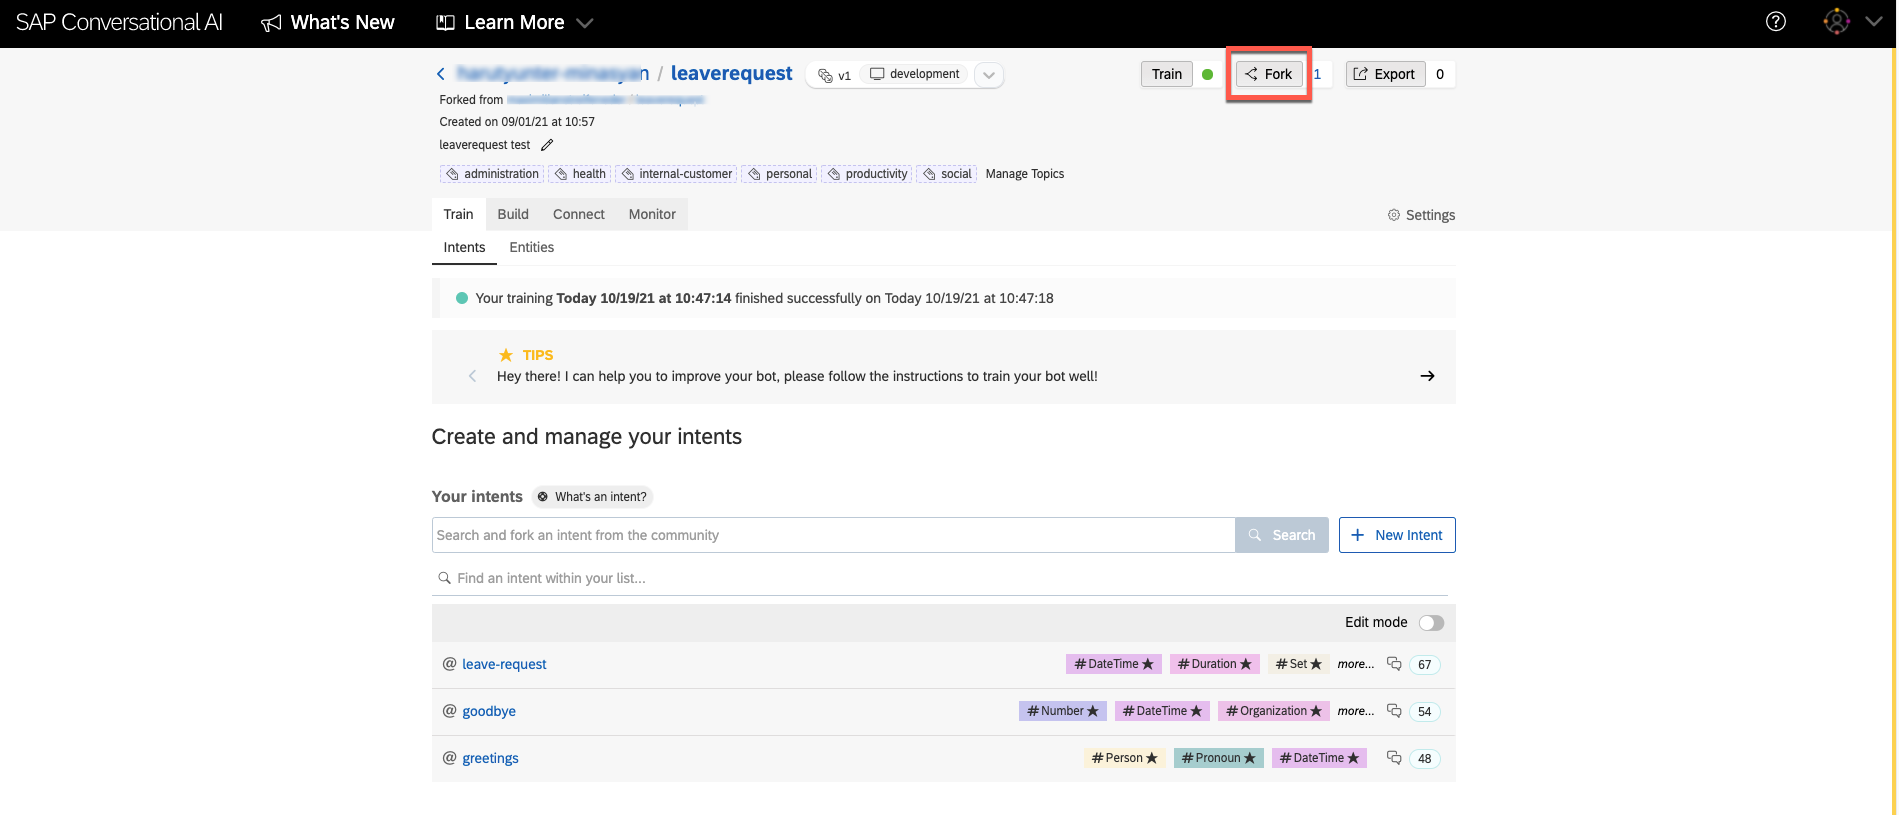 SAP Conversational AI What's New Learn More
/ leaverequest v1 development Train Fork 1 Export 0
Forked from
Created on 09/01/21 at 10:57
leaverequest test
administration health internal-customer personal productivity social Manage Topics
Train Build Connect Monitor Settings
Intents Entities
Your training Today 10/19/21 at 10:47:14 finished successfully on Today 10/19/21 at 10:47:18
TIPS
Hey there! I can help you to improve your bot, please follow the instructions to train your bot well!
Create and manage your intents
Your intents What's an intent?
Search and fork an intent from the community Search + New Intent
Find an intent within your list...
Edit mode
@ leave-request #DateTime★ #Duration★ #Set★ more... 67
@ goodbye #Number★ #DateTime★ #Organization★ more... 54
@ greetings #Person★ #Pronoun★ #DateTime★ 48